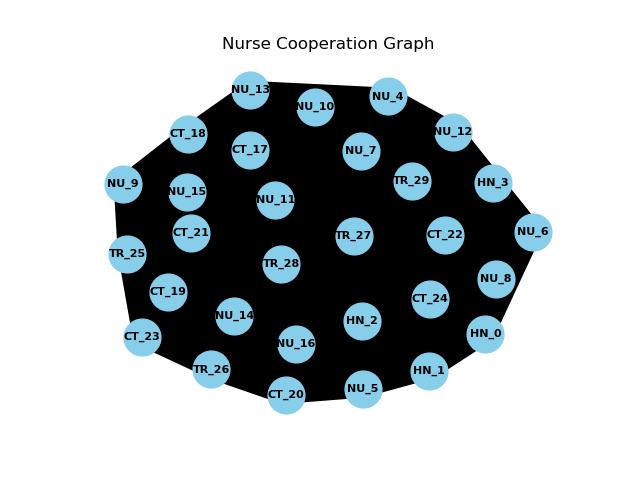 Nurse Cooperation Graph
NU_13
NU_4
NU_10
NU_12
CT_18
CT_17
NU_7
TR_29
HN_3
NU_9
NU_15
NU_11
CT_21
TR_27
CT_22
NU_6
TR_25
TR_28
NU_8
CT_19
CT_24
NU_14
HN_2
HN_0
CT_23
NU_16
TR_26
HN_1
NU_5
CT_20